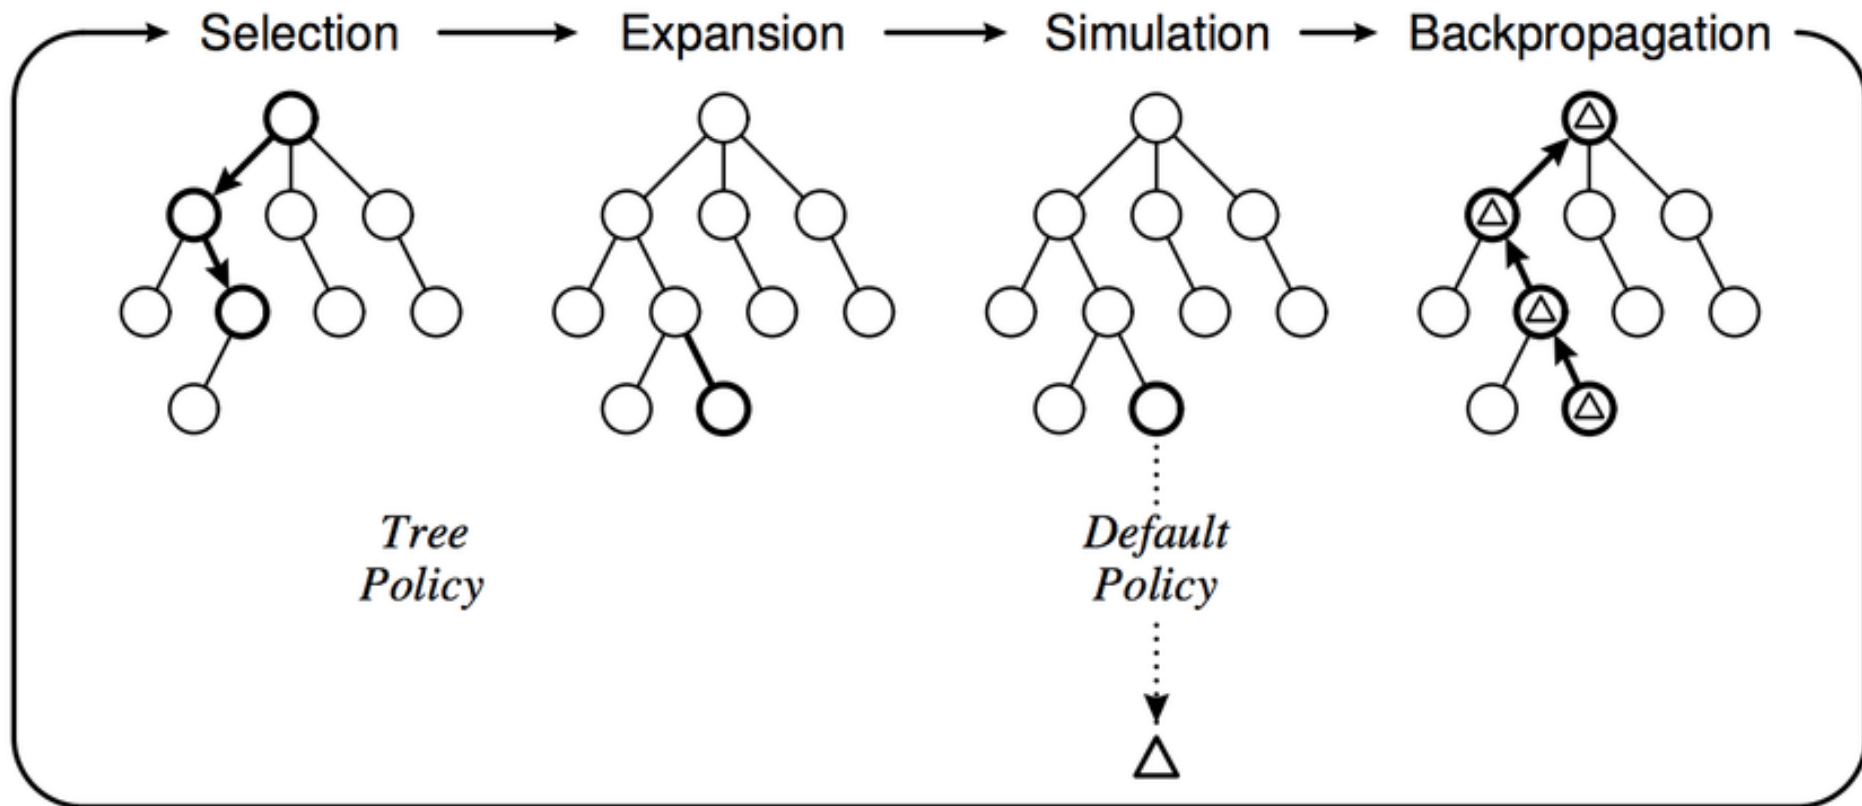 Selection Expansion Simulation Backpropagation
Tree
Policy
Default
Policy